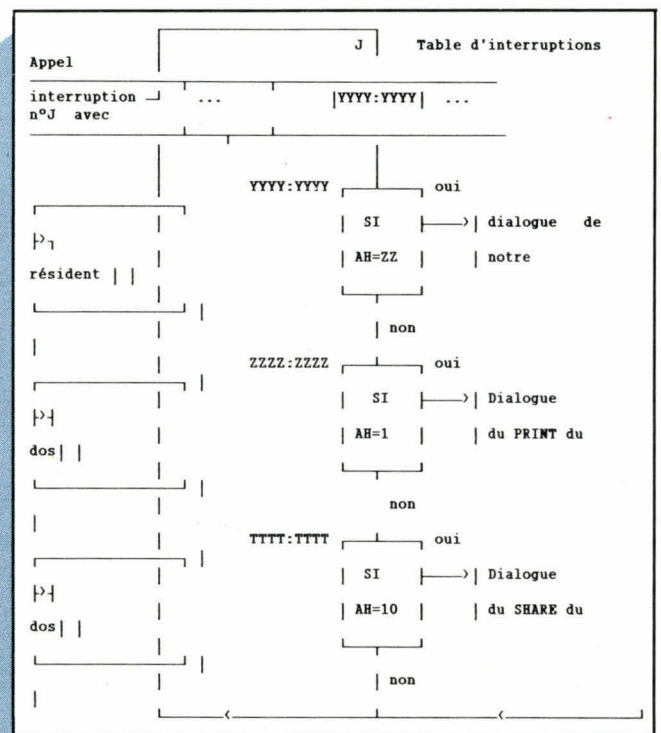 J Table d'interruptions
Appel
interruption ... |YYYY:YYYY| ...
nºJ avec
YYYY:YYYY oui
SI dialogue de
AH=ZZ notre
résident
non
ZZZZ:ZZZZ oui
SI Dialogue
AH=1 du PRINT du
dos
non
TTTT:TTTT oui
SI Dialogue
AH=10 du SHARE du
dos
non